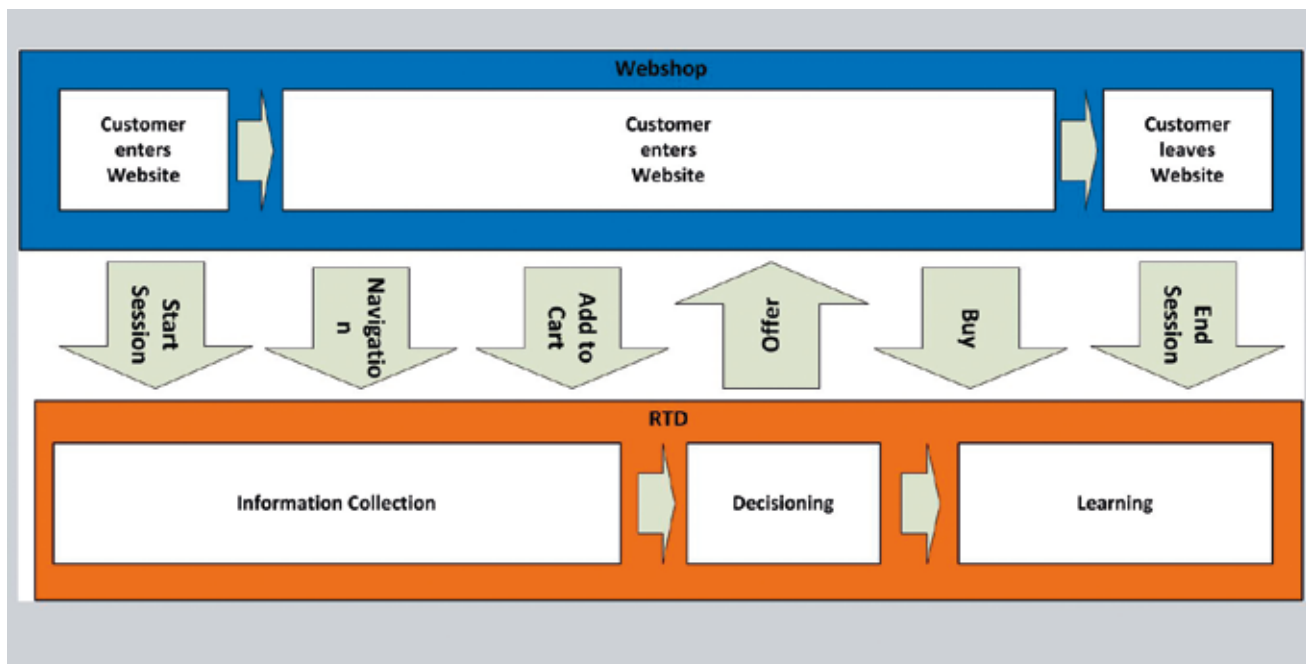 Webshop
Customer
enters
Website
Customer
enters
Website
Customer
leaves
Website
Start
Session
Navigatio
n
Add to
Cart
Offer
Buy
End
Session
RTD
Information Collection
Decisioning
Learning